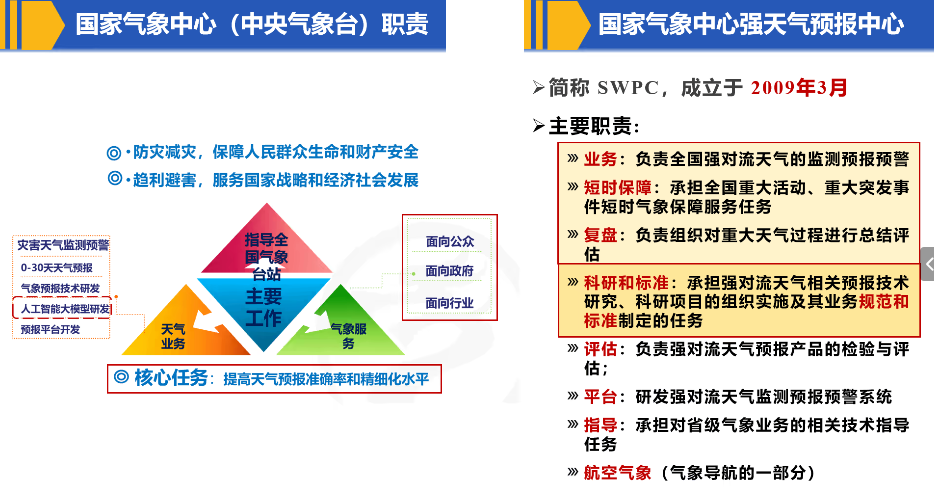 国家气象中心（中央气象台）职责
·防灾减灾，保障人民群众生命和财产安全
·趋利避害，服务国家战略和经济社会发展
灾害天气监测预警
0-30天天气预报
气象预报技术研发
人工智能大模型研发
预报平台开发
指导全
国气象
台站
主要
工作
天气
业务
气象服
务
面向公众
面向政府
面向行业
核心任务：提高天气预报准确率和精细化水平
国家气象中心强天气预报中心
简称 SWPC，成立于 2009年3月
主要职责：
业务：负责全国强对流天气的监测预报预警
短时保障：承担全国重大活动、重大突发事
件短时气象保障服务任务
复盘：负责组织对重大天气过程进行总结评
估
科研和标准：承担强对流天气相关预报技术
研究、科研项目的组织实施及其业务规范和
标准制定的任务
评估：负责强对流天气预报产品的检验与评
估；
平台：研发强对流天气监测预报预警系统
指导：承担对省级气象业务的相关技术指导
任务
航空气象（气象导航的一部分）